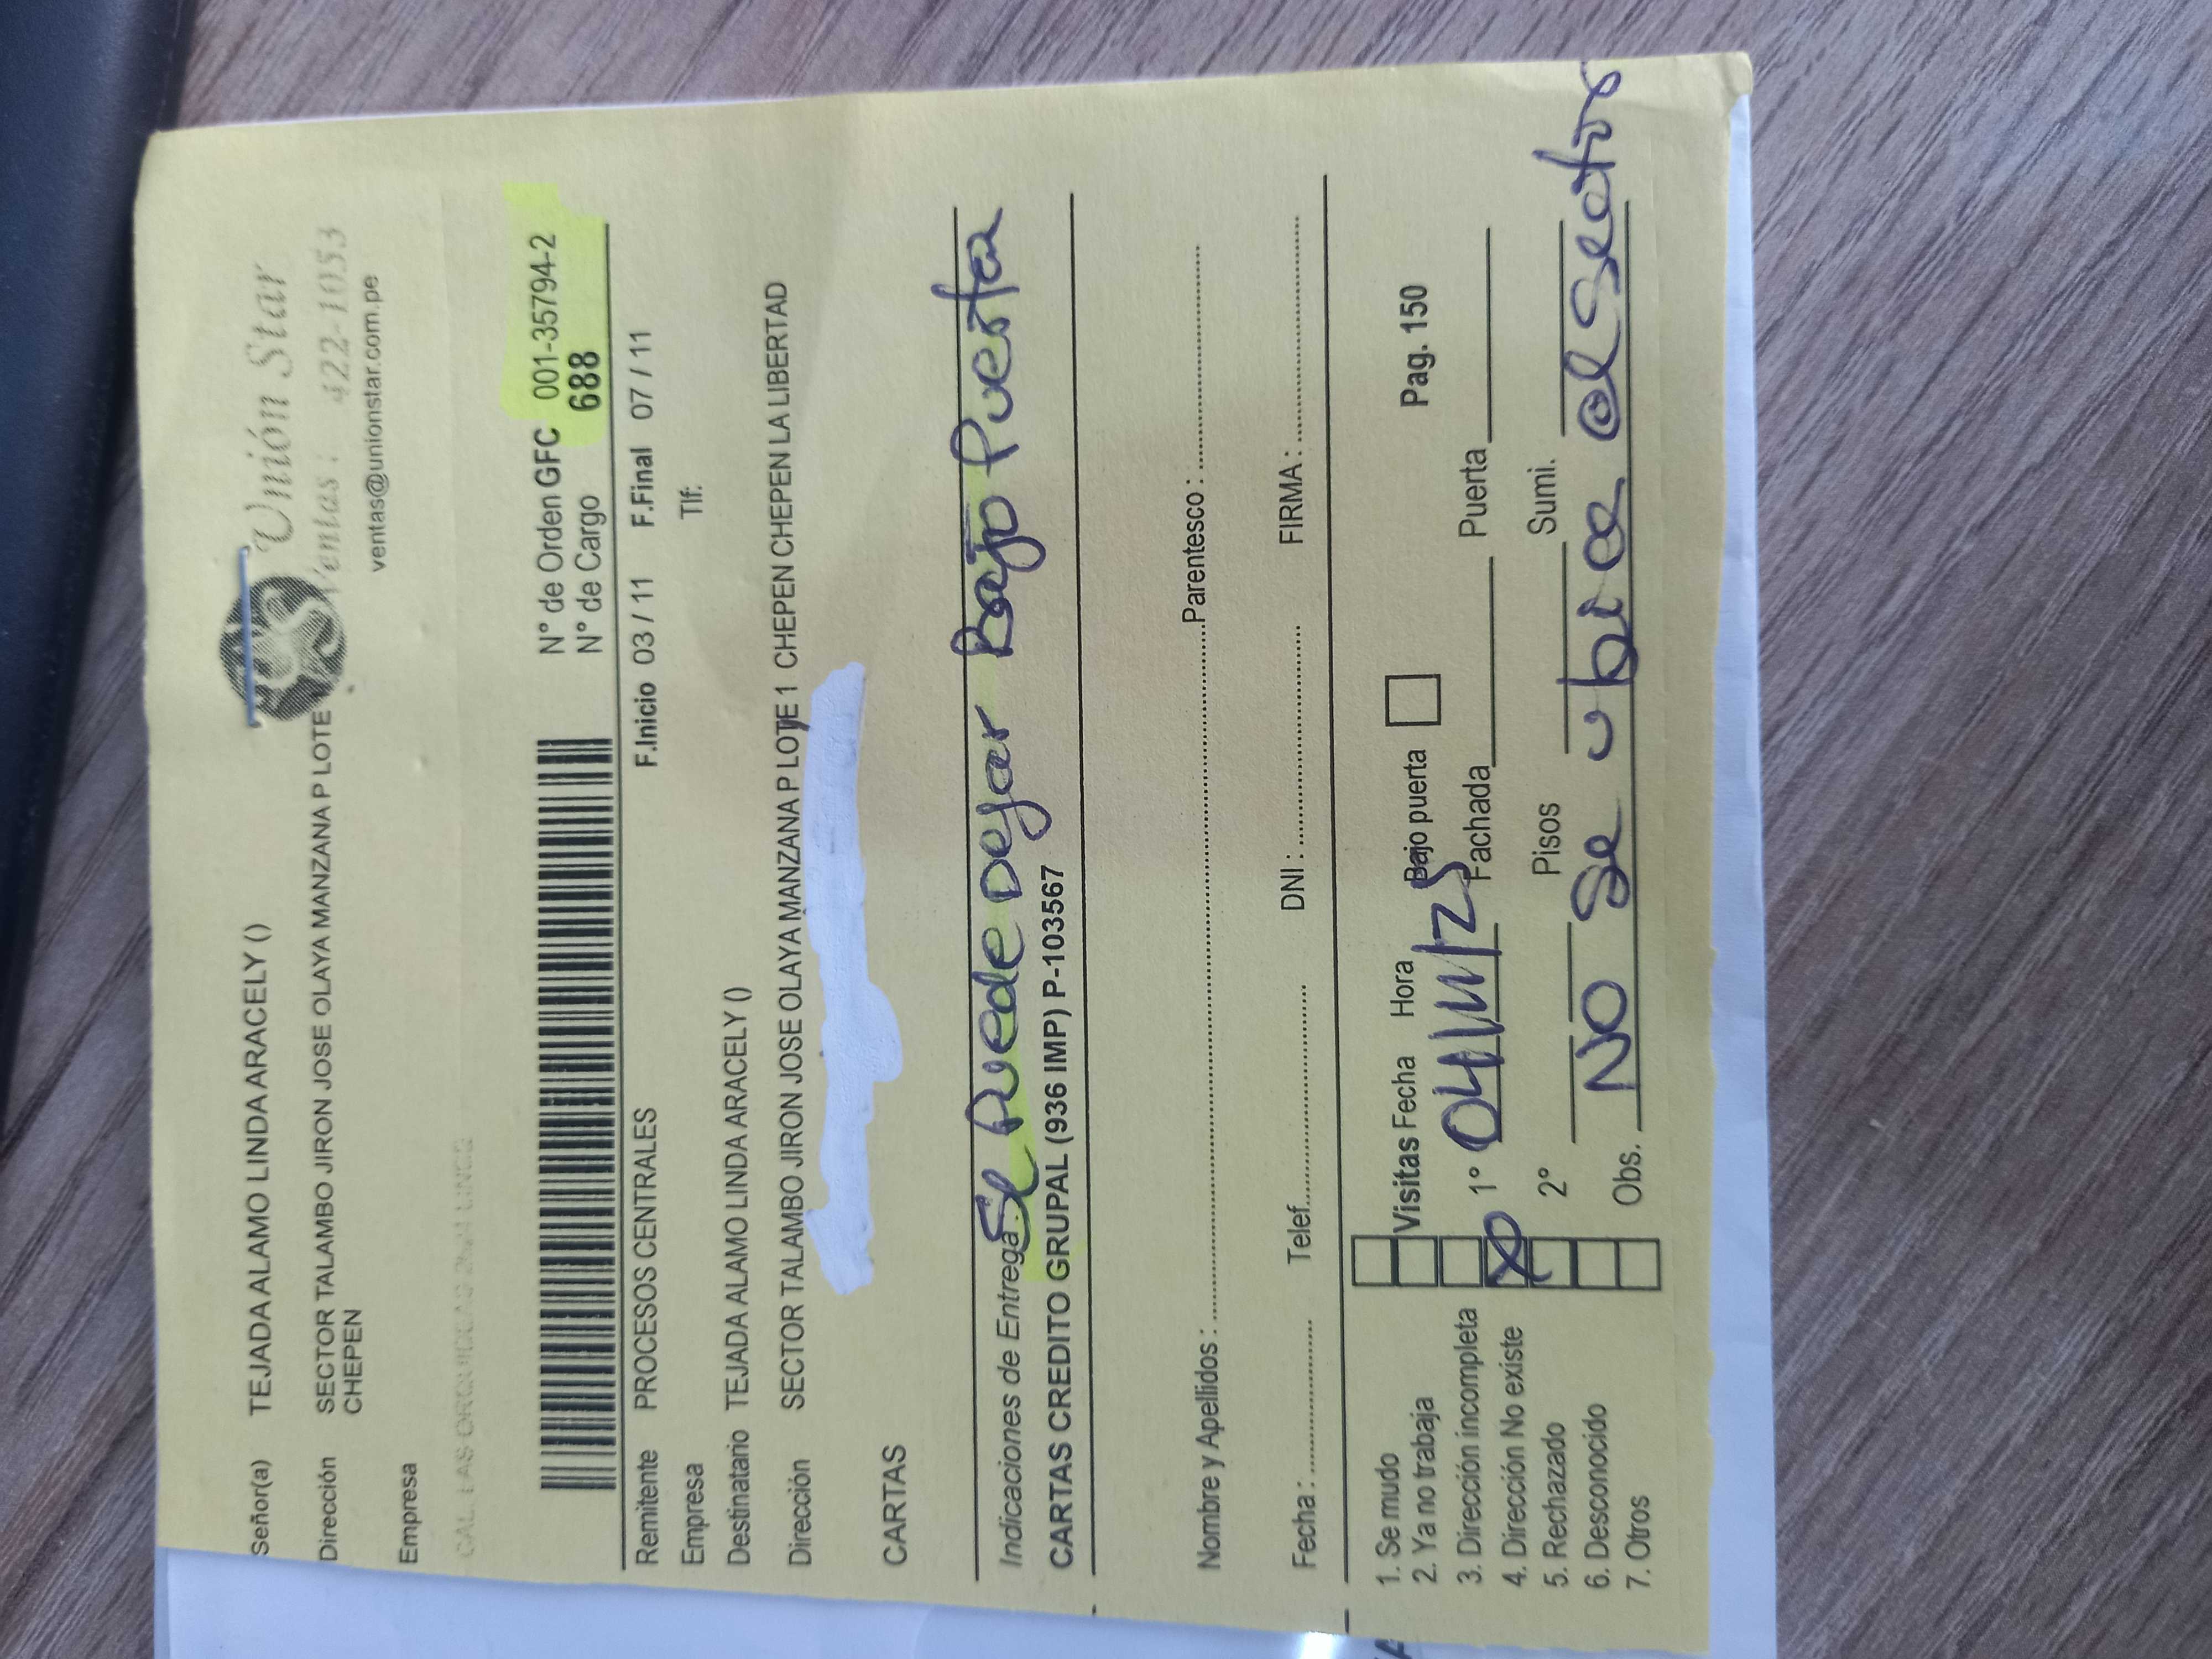 Unión Star
Ventas : 422-1053
ventas@unionstar.com.pe
Señor(a) TEJADA ALAMO LINDA ARACELY ()
Dirección SECTOR TALAMBO JIRON JOSE OLAYA MANZANA P LOTE
CHEPEN
Empresa
N° de Orden GFC 001-35794-2
N° de Cargo 688
Remitente PROCESOS CENTRALES F.Inicio 03 / 11 F.Final 07 / 11
Empresa Tlf:
Destinatario TEJADA ALAMO LINDA ARACELY ()
Dirección SECTOR TALAMBO JIRON JOSE OLAYA MANZANA P LOTE 1 CHEPEN CHEPEN LA LIBERTAD
CARTAS
Indicaciones de Entrega: Se Puede Dejar Bajo Puerta
CARTAS CREDITO GRUPAL (936 IMP) P-103567
Nombre y Apellidos : Parentesco :
Fecha : Telef. DNI : FIRMA :
1. Se mudo
2. Ya no trabaja
3. Dirección incompleta
4. Dirección No existe
5. Rechazado
6. Desconocido
7. Otros
Visitas Fecha Hora Bajo puerta Pag. 150
1° 04/11/25 Fachada Puerta
2° Pisos Sumi.
Obs. No se ubica el sector